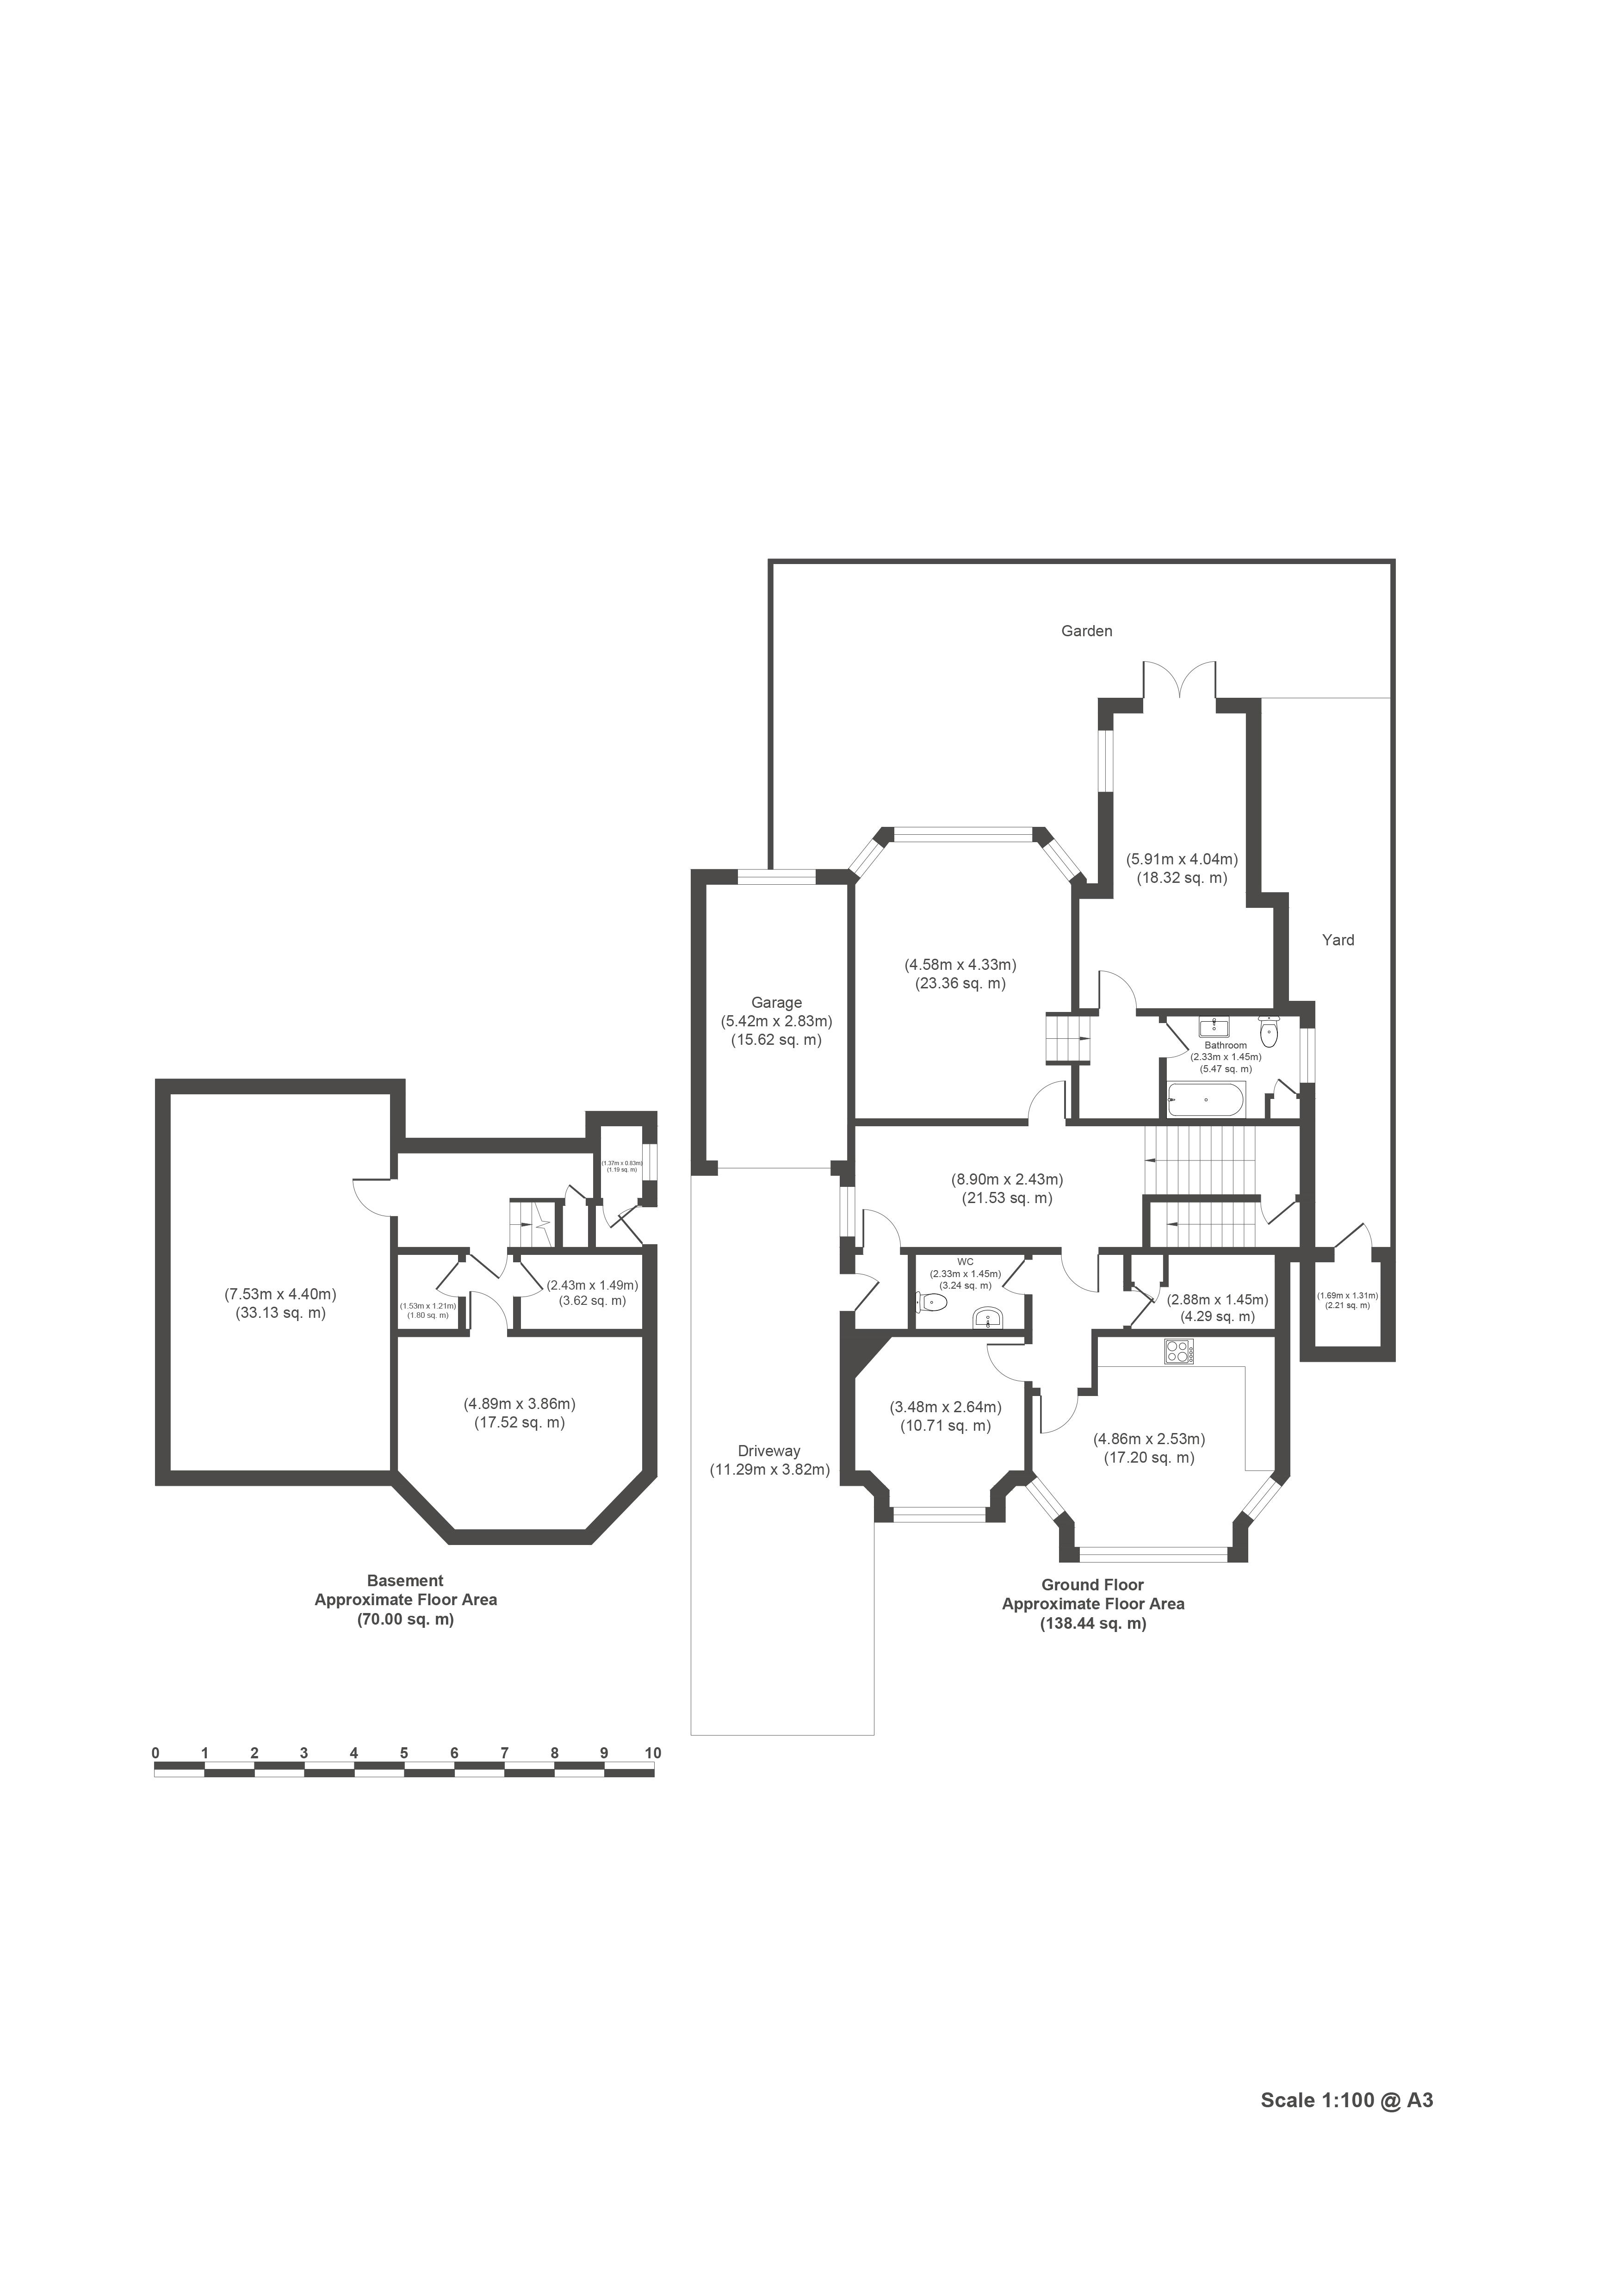 Garden
(5.91m x 4.04m)
(18.32 sq. m)
Yard
(4.58m x 4.33m)
(23.36 sq. m)
Garage
(5.42m x 2.83m)
(15.62 sq. m)
Bathroom
(2.33m x 1.45m)
(5.47 sq. m)
(1.37m x 0.83m)
(1.19 sq. m)
(8.90m x 2.43m)
(21.53 sq. m)
WC
(2.33m x 1.45m)
(3.24 sq. m)
(7.53m x 4.40m)
(33.13 sq. m)
(1.53m x 1.21m)
(1.80 sq. m)
(2.43m x 1.49m)
(3.62 sq. m)
(2.88m x 1.45m)
(4.29 sq. m)
(1.69m x 1.31m)
(2.21 sq. m)
(4.89m x 3.86m)
(17.52 sq. m)
(3.48m x 2.64m)
(10.71 sq. m)
(4.86m x 2.53m)
(17.20 sq. m)
Driveway
(11.29m x 3.82m)
Basement
Approximate Floor Area
(70.00 sq. m)
Ground Floor
Approximate Floor Area
(138.44 sq. m)
0 1 2 3 4 5 6 7 8 9 10
Scale 1:100 @ A3